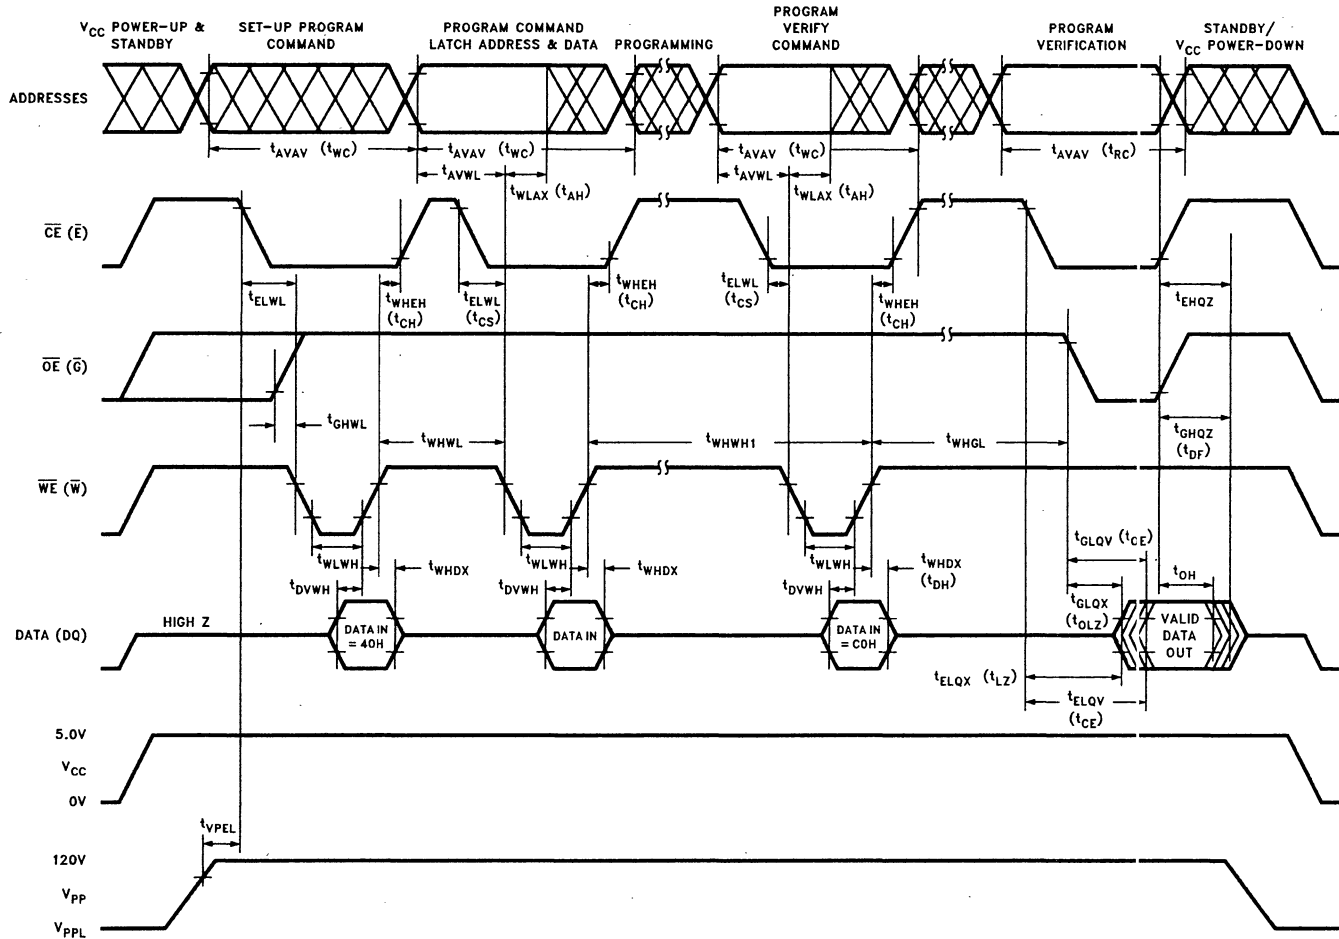 VCC POWER-UP & STANDBY
SET-UP PROGRAM COMMAND
PROGRAM COMMAND LATCH ADDRESS & DATA
PROGRAMMING
PROGRAM VERIFY COMMAND
PROGRAM VERIFICATION
STANDBY/ VCC POWER-DOWN
ADDRESSES
tAVAV (tWC)
tAVAV (tWC)
tAVAV (tWC)
tAVAV (tRC)
tAVWL
tAVWL
tWLAX (tAH)
tWLAX (tAH)
CE (E)
tELWL
tWHEH (tCH)
tELWL (tCS)
tWHEH (tCH)
tELWL (tCS)
tWHEH (tCH)
tEHQZ
OE (G)
tGHWL
tWHWL
tWHWH1
tWHGL
tGHQZ (tDF)
WE (W)
tWLWH
tWLWH
tWLWH
tGLQV (tCE)
tDVWH
tWHDX
tDVWH
tWHDX
tDVWH
tWHDX (tDH)
tOH
tGLQX (tOLZ)
DATA (DQ)
HIGH Z
DATA IN = 40H
DATA IN
DATA IN = C0H
VALID DATA OUT
tELQX (tLZ)
tELQV (tCE)
5.0V
VCC
0V
tVPEL
120V
VPP
VPPL